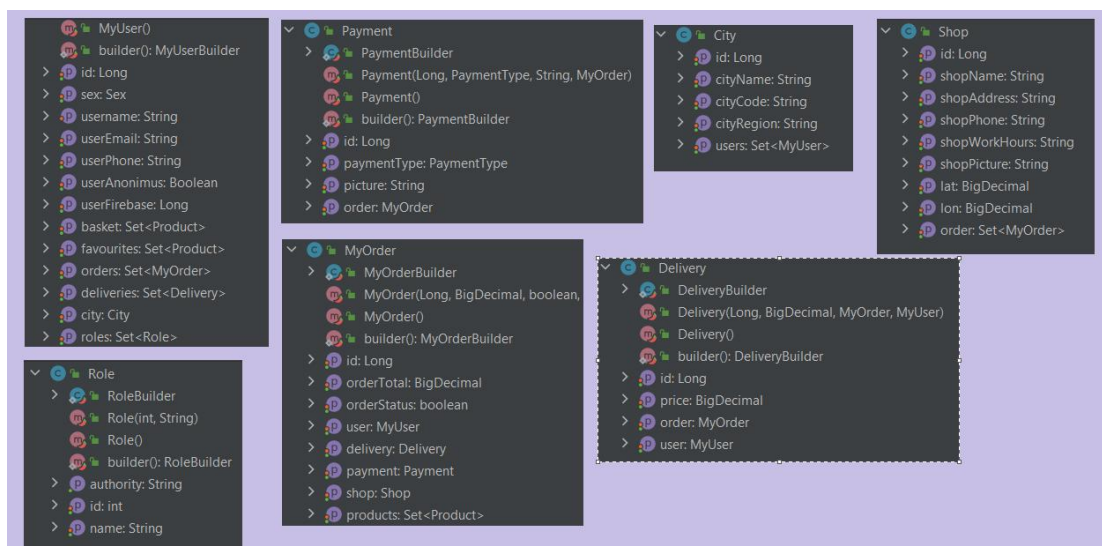 MyUser()
builder(): MyUserBuilder
id: Long
sex: Sex
username: String
userEmail: String
userPhone: String
userAnonimus: Boolean
userFirebase: Long
basket: Set<Product>
favourites: Set<Product>
orders: Set<MyOrder>
deliveries: Set<Delivery>
city: City
roles: Set<Role>
Role
RoleBuilder
Role(int, String)
Role()
builder(): RoleBuilder
authority: String
id: int
name: String
Payment
PaymentBuilder
Payment(Long, PaymentType, String, MyOrder)
Payment()
builder(): PaymentBuilder
id: Long
paymentType: PaymentType
picture: String
order: MyOrder
MyOrder
MyOrderBuilder
MyOrder(Long, BigDecimal, boolean,
MyOrder()
builder(): MyOrderBuilder
id: Long
orderTotal: BigDecimal
orderStatus: boolean
user: MyUser
delivery: Delivery
payment: Payment
shop: Shop
products: Set<Product>
City
id: Long
cityName: String
cityCode: String
cityRegion: String
users: Set<MyUser>
Delivery
DeliveryBuilder
Delivery(Long, BigDecimal, MyOrder, MyUser)
Delivery()
builder(): DeliveryBuilder
id: Long
price: BigDecimal
order: MyOrder
user: MyUser
Shop
id: Long
shopName: String
shopAddress: String
shopPhone: String
shopWorkHours: String
shopPicture: String
lat: BigDecimal
lon: BigDecimal
order: Set<MyOrder>